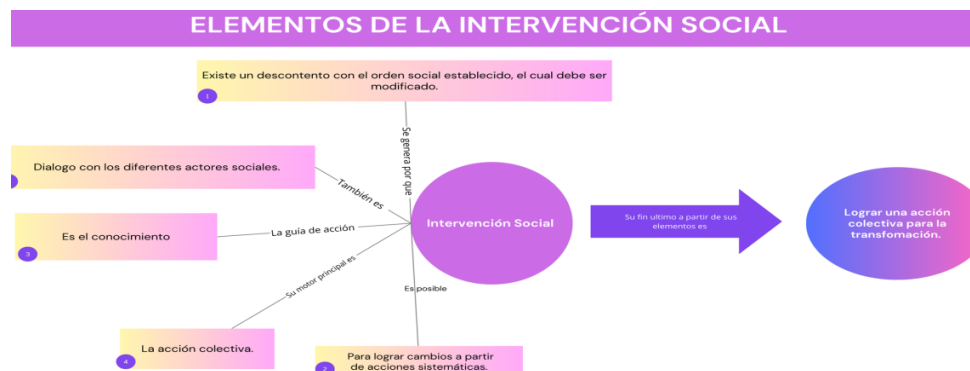 ELEMENTOS DE LA INTERVENCIÓN SOCIAL
Existe un descontento con el orden social establecido, el cual debe ser
modificado.
1
Se genera por que
Dialogo con los diferentes actores sociales.
También es
Es el conocimiento
3
La guía de acción
Intervención Social
Su fin ultimo a partir de sus
elementos es
Lograr una acción
colectiva para la
transfomación.
Su motor principal es
Es posible
La acción colectiva.
4
Para lograr cambios a partir
de acciones sistemáticas.
2